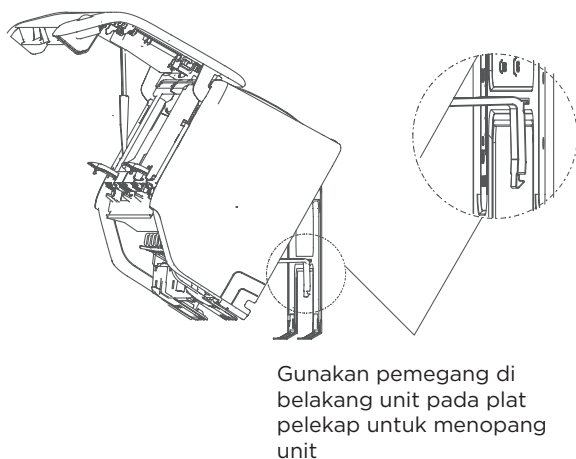 Gunakan pemegang di
belakang unit pada plat
pelekap untuk menopang
unit